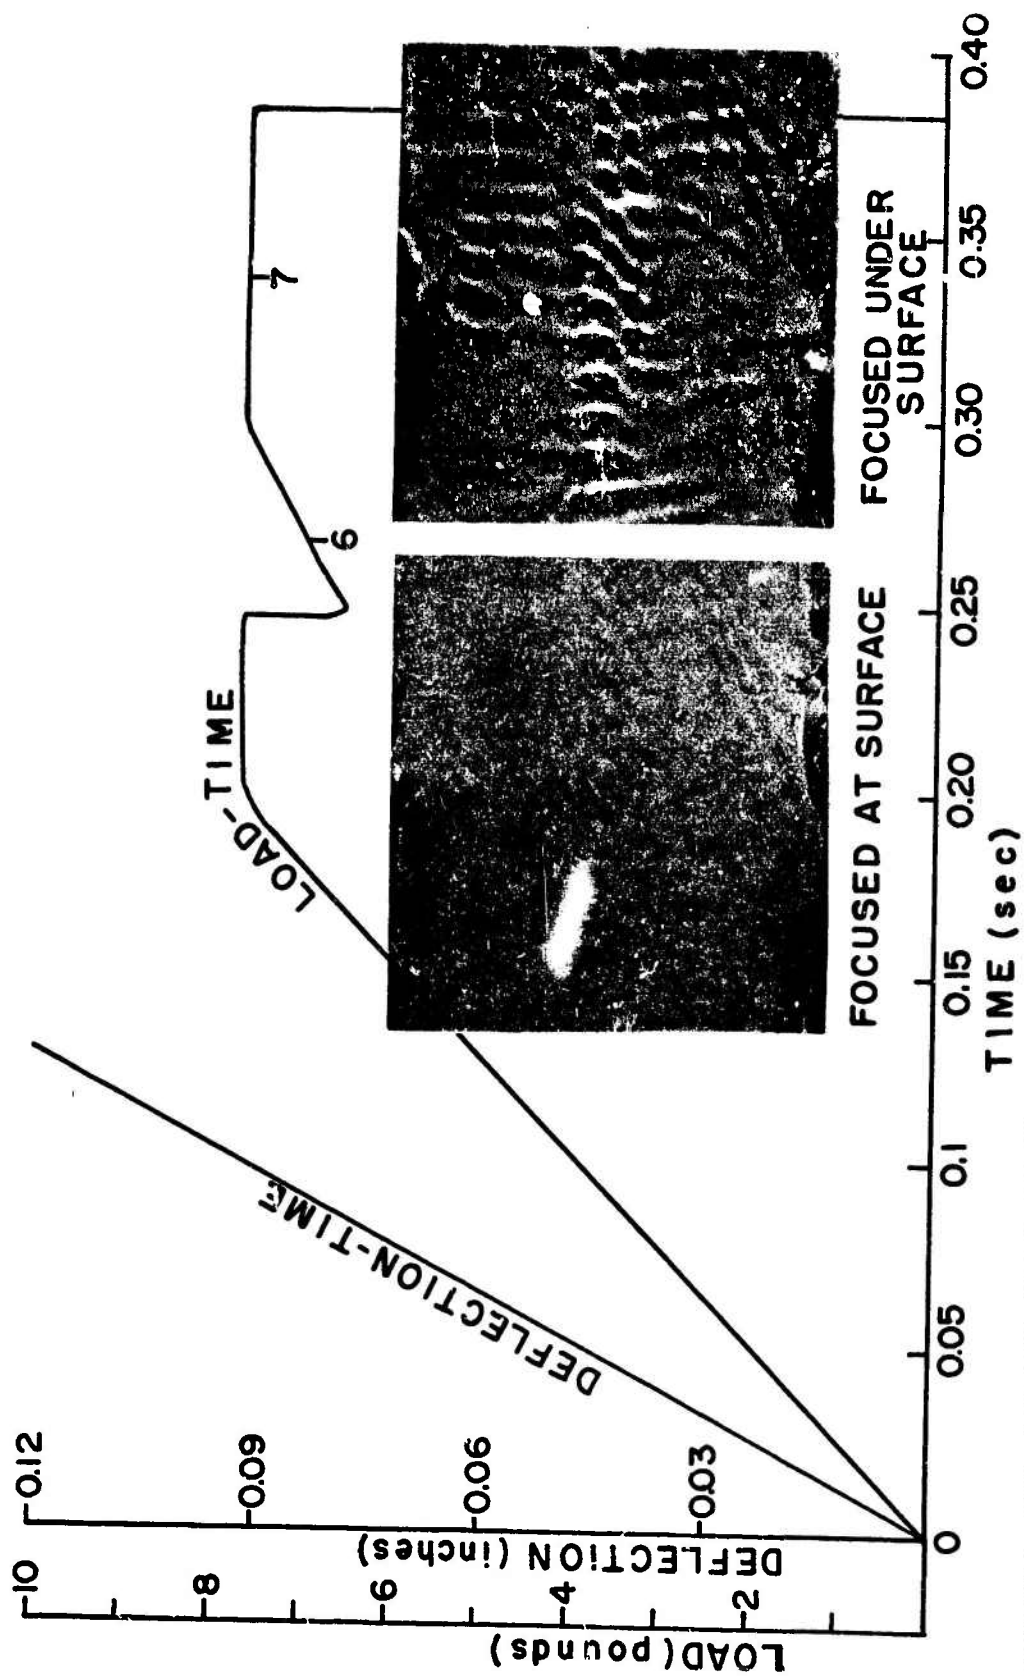 LOAD (pounds)
10
8
6
4
2
DEFLECTION (inches)
0.12
0.09
0.06
0.03
DEFLECTION-TIME
LOAD-TIME
6
7
FOCUSED AT SURFACE
FOCUSED UNDER
SURFACE
0
0.05
0.1
0.15
0.20
0.25
0.30
0.35
0.40
TIME (sec)